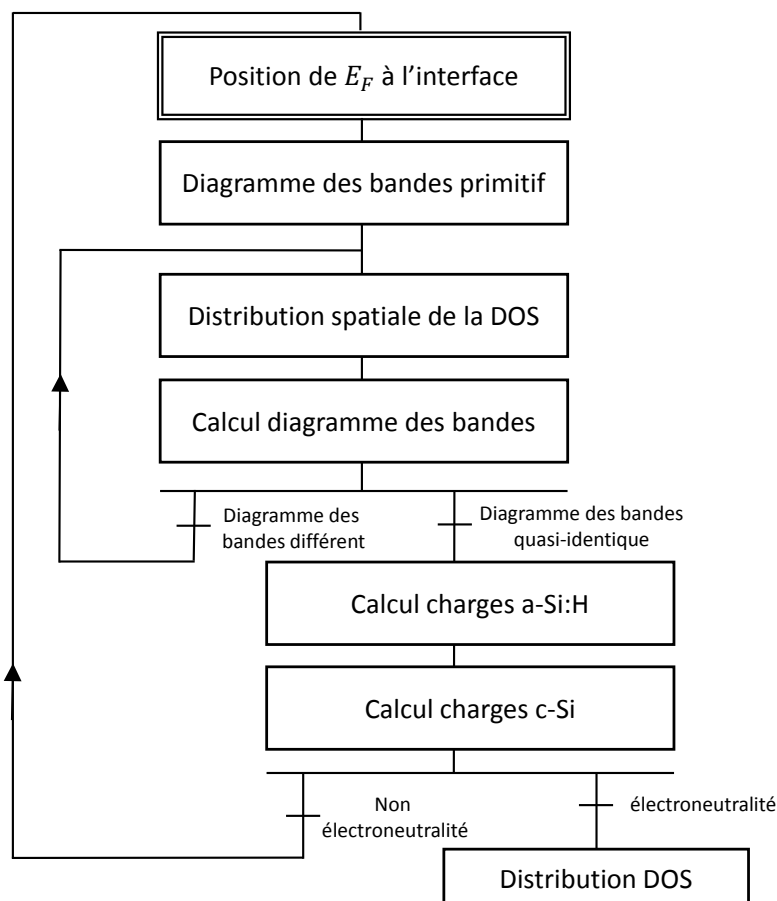 Position de E_F à l'interface
Diagramme des bandes primitif
Distribution spatiale de la DOS
Calcul diagramme des bandes
Diagramme des
bandes différent
Diagramme des bandes
quasi-identique
Calcul charges a-Si:H
Calcul charges c-Si
Non
électroneutralité
électroneutralité
Distribution DOS